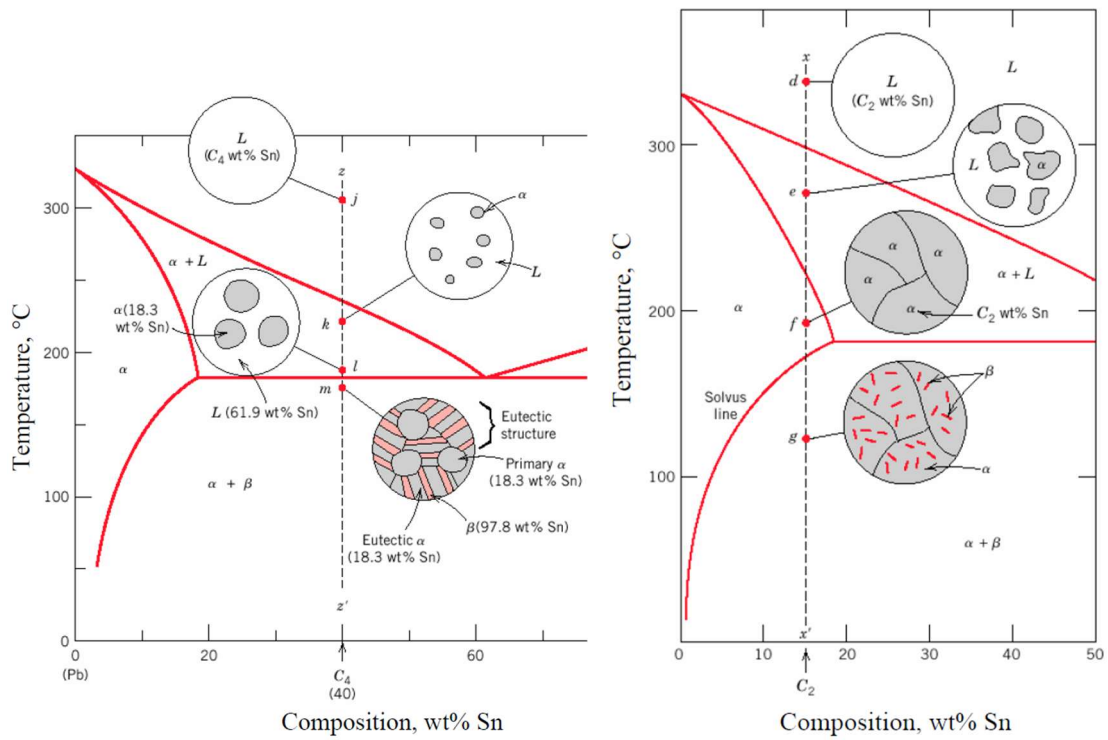 L
(C4 wt% Sn)
z
j
300
α
L
α + L
α(18.3
wt% Sn)
k
l
200
α
m
L (61.9 wt% Sn)
Eutectic
structure
Primary α
(18.3 wt% Sn)
α + β
100
β(97.8 wt% Sn)
Eutectic α
(18.3 wt% Sn)
z′
0
0
20
40
60
(Pb)
C4
(40)
Temperature, °C
Composition, wt% Sn
x
d
L
(C2 wt% Sn)
L
300
L
α
e
α
α
α
α
α + L
C2 wt% Sn
α
f
200
β
Solvus
line
g
α
100
α + β
x′
0
0
10
20
30
40
50
C2
Temperature, °C
Composition, wt% Sn